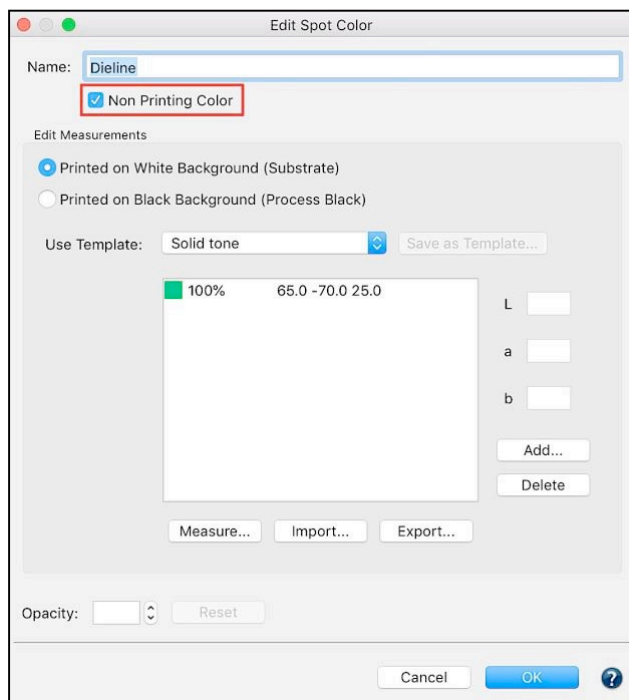 Edit Spot Color
Name: Dieline
Non Printing Color
Edit Measurements
Printed on White Background (Substrate)
Printed on Black Background (Process Black)
Use Template: Solid tone Save as Template...
100% 65.0 -70.0 25.0
L
a
b
Add...
Delete
Measure... Import... Export...
Opacity: Reset
Cancel OK ?